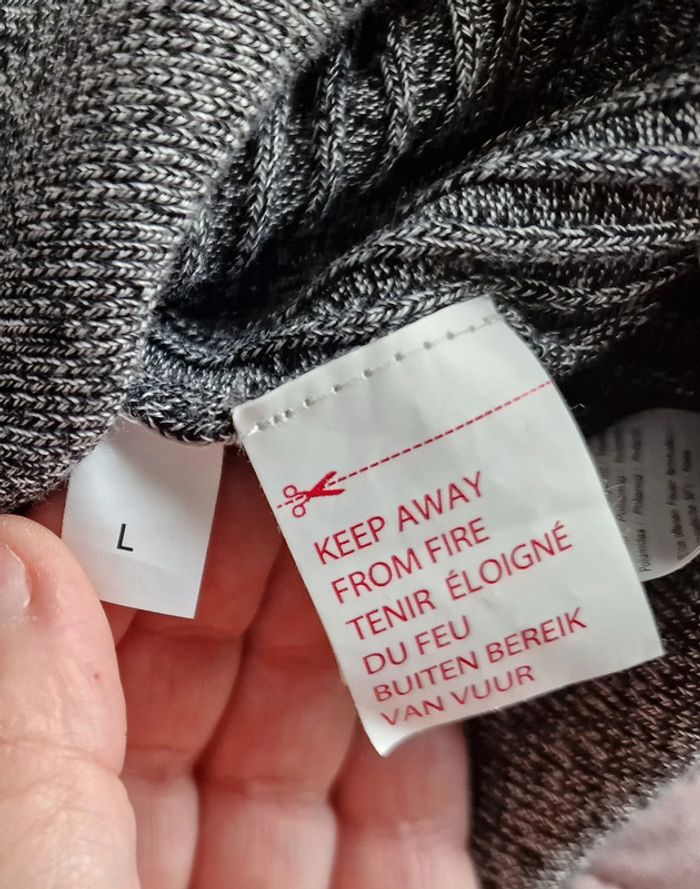 L
KEEP AWAY
FROM FIRE
TENIR ÉLOIGNÉ
DU FEU
BUITEN BEREIK
VAN VUUR